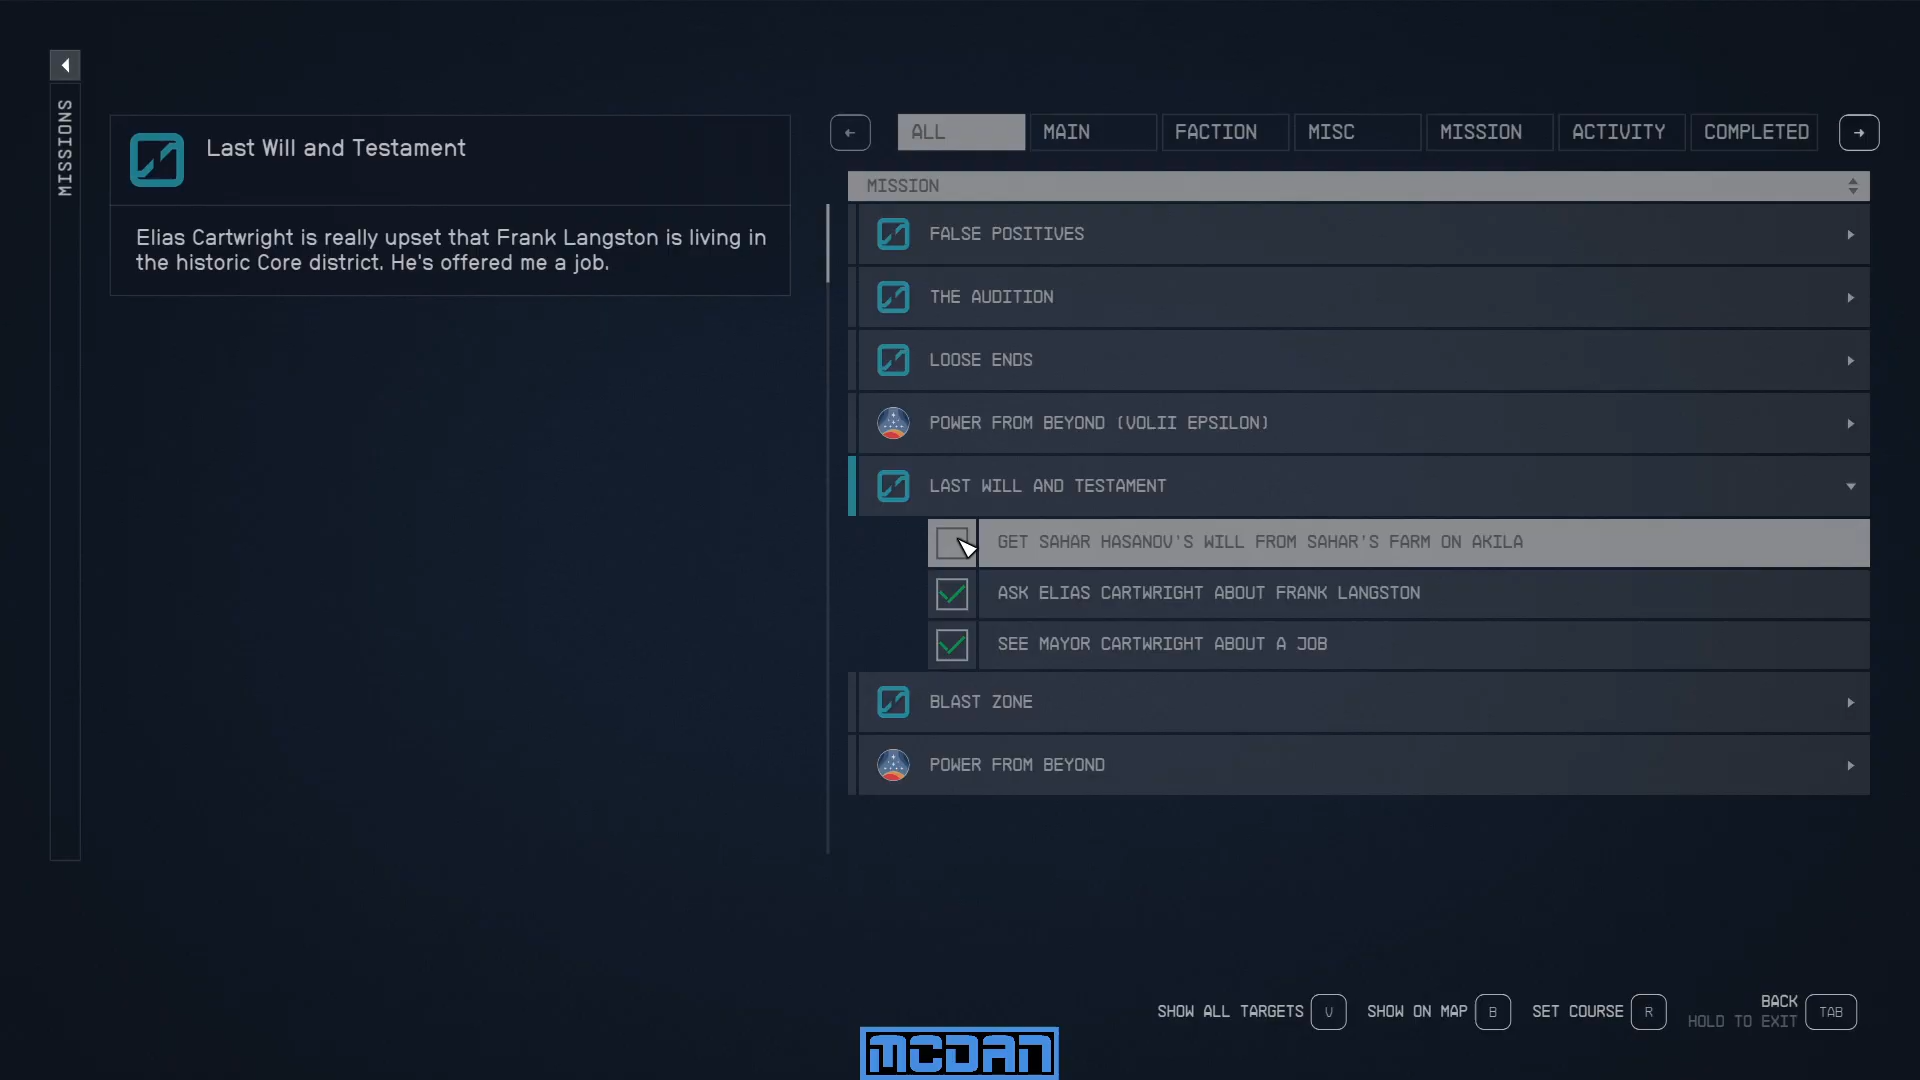 MISSIONS
Last Will and Testament
Elias Cartwright is really upset that Frank Langston is living in
the historic Core district. He's offered me a job.
ALL MAIN FACTION MISC MISSION ACTIVITY COMPLETED
MISSION
FALSE POSITIVES
THE AUDITION
LOOSE ENDS
POWER FROM BEYOND (VOLII EPSILON)
LAST WILL AND TESTAMENT
GET SAHAR HASANOV'S WILL FROM SAHAR'S FARM ON AKILA
ASK ELIAS CARTWRIGHT ABOUT FRANK LANGSTON
SEE MAYOR CARTWRIGHT ABOUT A JOB
BLAST ZONE
POWER FROM BEYOND
SHOW ALL TARGETS V SHOW ON MAP B SET COURSE R BACK TAB
HOLD TO EXIT
MCDAN